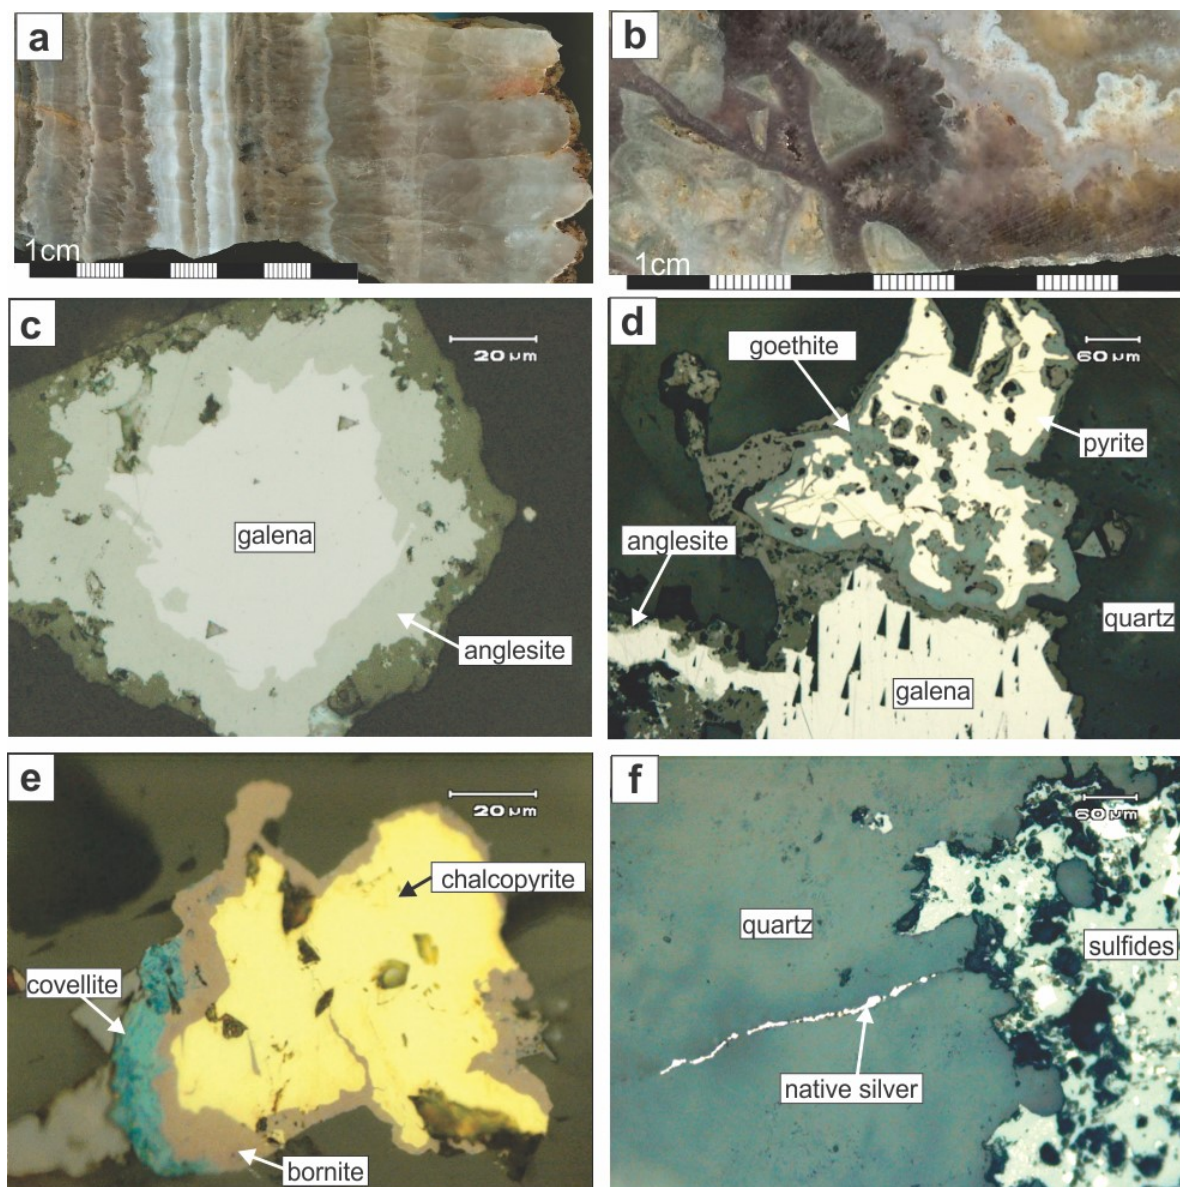 a
1cm
b
1cm
c
20 µm
galena
anglesite
d
60 µm
goethite
pyrite
anglesite
quartz
galena
e
20 µm
chalcopyrite
covellite
bornite
f
60 µm
quartz
sulfides
native silver